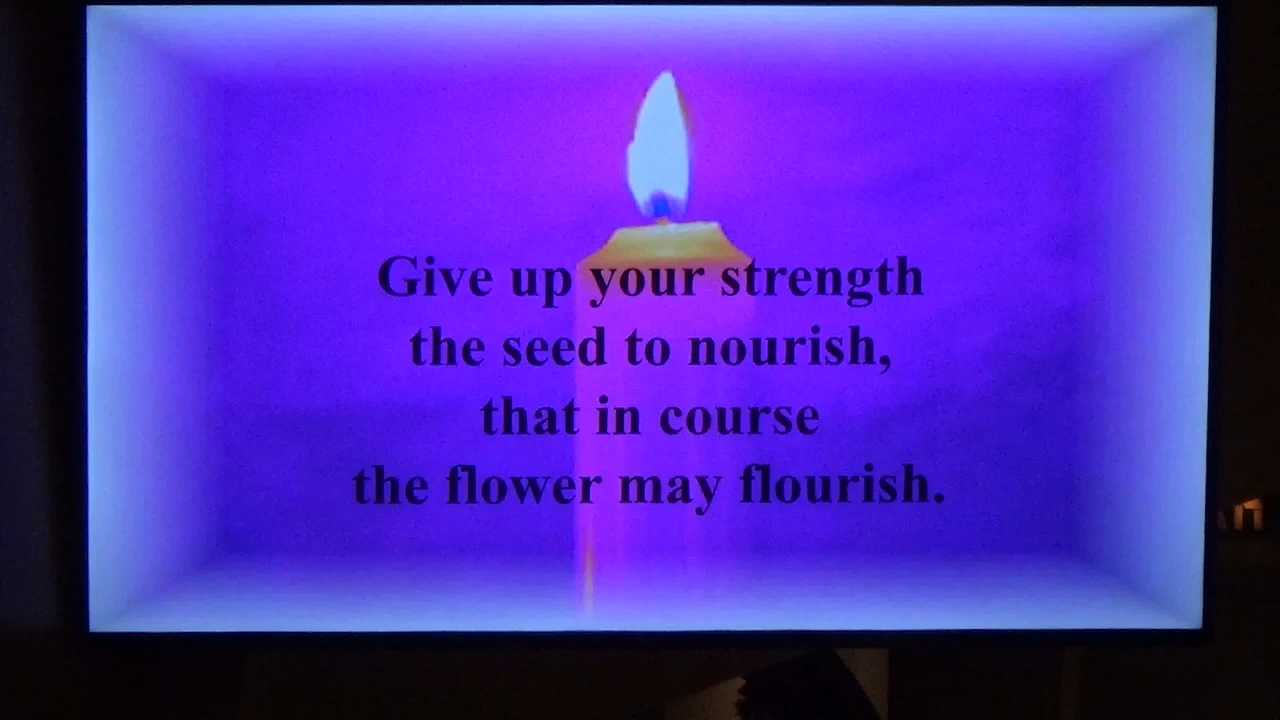 Give up your strength
the seed to nourish,
that in course
the flower may flourish.